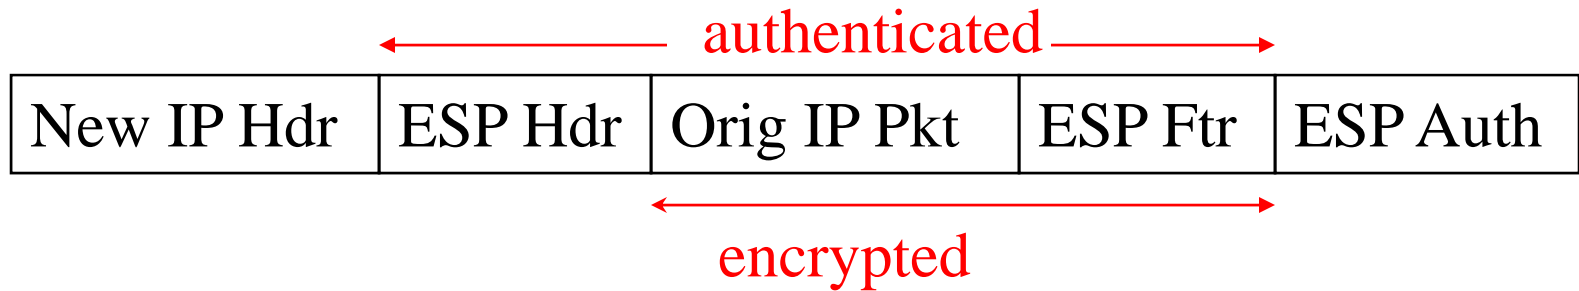 authenticated
New IP Hdr ESP Hdr Orig IP Pkt ESP Ftr ESP Auth
encrypted